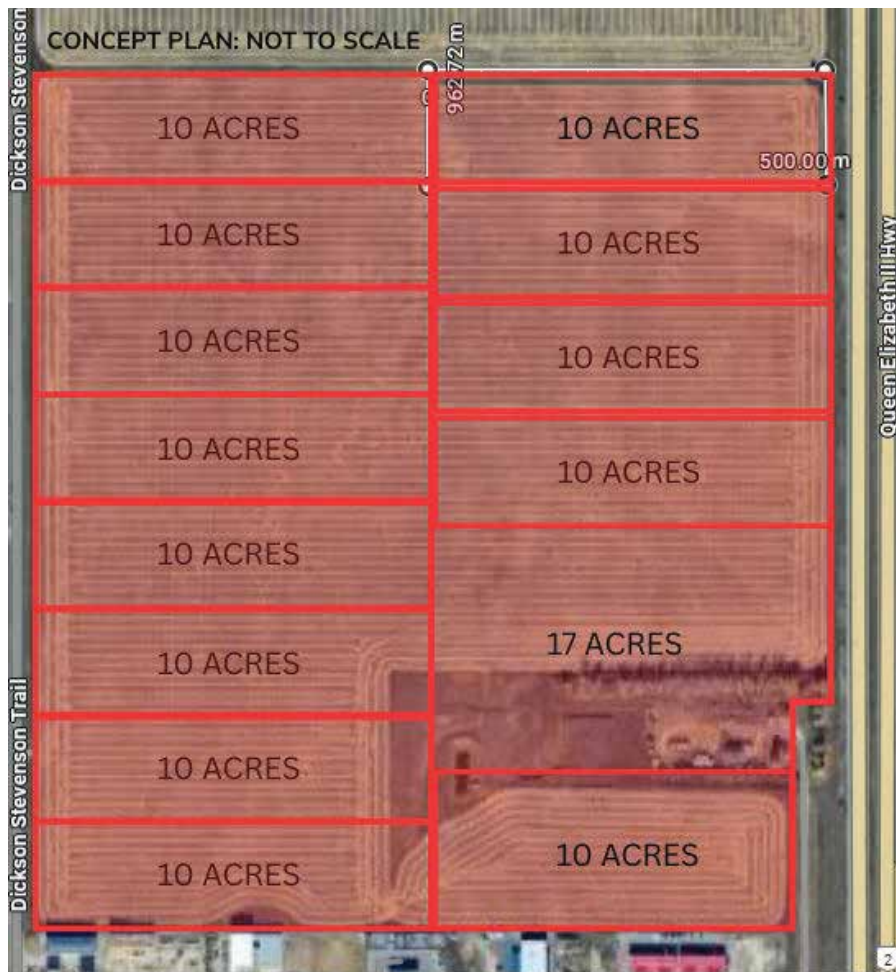 CONCEPT PLAN: NOT TO SCALE
Dickson Stevenson
962.72 m
10 ACRES
10 ACRES
500.00 m
10 ACRES
10 ACRES
Queen Elizabeth II Hwy
10 ACRES
10 ACRES
10 ACRES
10 ACRES
10 ACRES
17 ACRES
10 ACRES
Dickson Stevenson Trail
10 ACRES
10 ACRES
10 ACRES
2